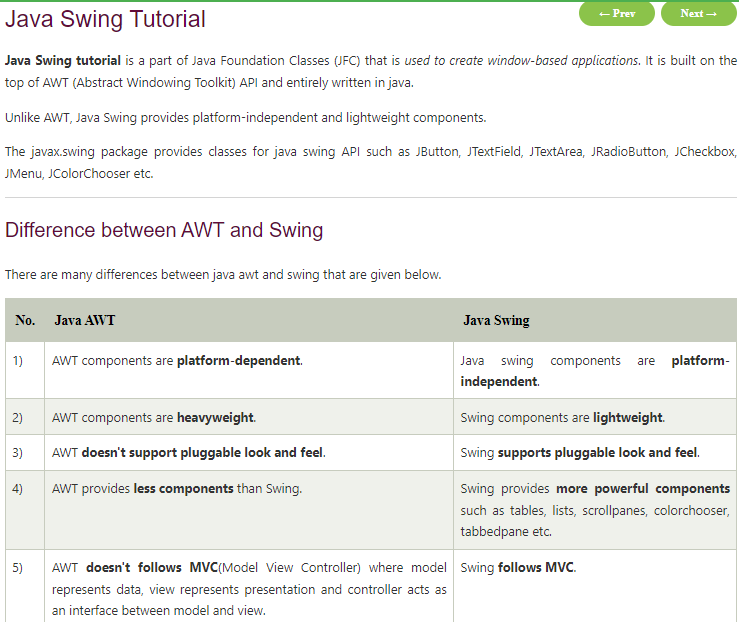 Java Swing Tutorial
← Prev
Next →
Java Swing tutorial is a part of Java Foundation Classes (JFC) that is used to create window-based applications. It is built on the
top of AWT (Abstract Windowing Toolkit) API and entirely written in java.
Unlike AWT, Java Swing provides platform-independent and lightweight components.
The javax.swing package provides classes for java swing API such as JButton, JTextField, JTextArea, JRadioButton, JCheckbox,
JMenu, JColorChooser etc.
Difference between AWT and Swing
There are many differences between java awt and swing that are given below.
No. Java AWT Java Swing
1) AWT components are platform-dependent. Java swing components are platform-
independent.
2) AWT components are heavyweight. Swing components are lightweight.
3) AWT doesn't support pluggable look and feel. Swing supports pluggable look and feel.
4) AWT provides less components than Swing. Swing provides more powerful components
such as tables, lists, scrollpanes, colorchooser,
tabbedpane etc.
5) AWT doesn't follows MVC(Model View Controller) where model Swing follows MVC.
represents data, view represents presentation and controller acts as
an interface between model and view.